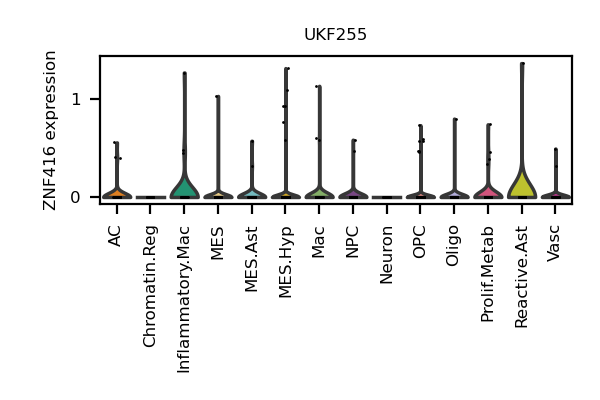 UKF255
ZNF416 expression
1
0
AC
Chromatin.Reg
Inflammatory.Mac
MES
MES.Ast
MES.Hyp
Mac
NPC
Neuron
OPC
Oligo
Prolif.Metab
Reactive.Ast
Vasc